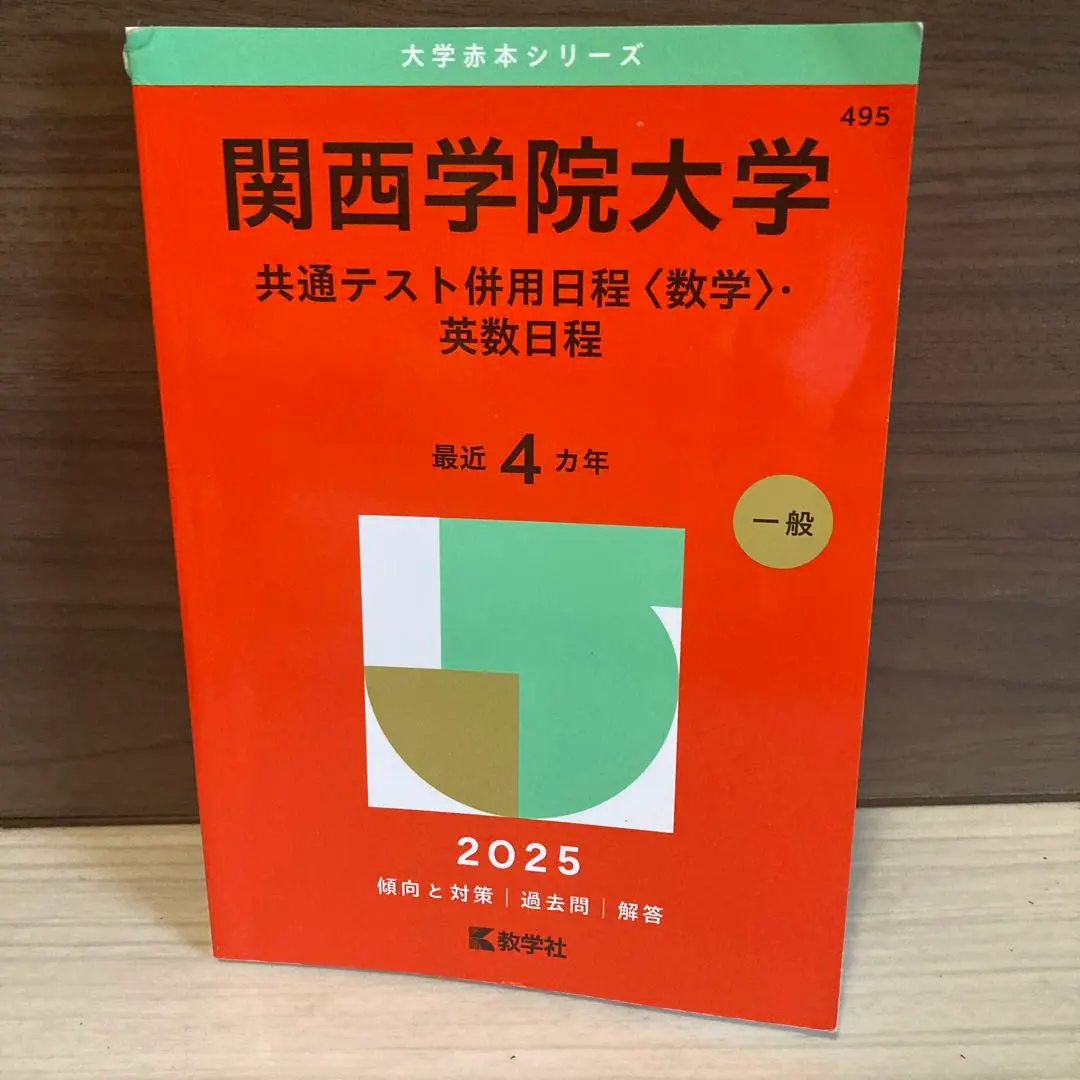 大学赤本シリーズ
495
関西学院大学
共通テスト併用日程〈数学〉・
英数日程
最近 4 カ年
一般
2025
傾向と対策｜過去問｜解答
教学社